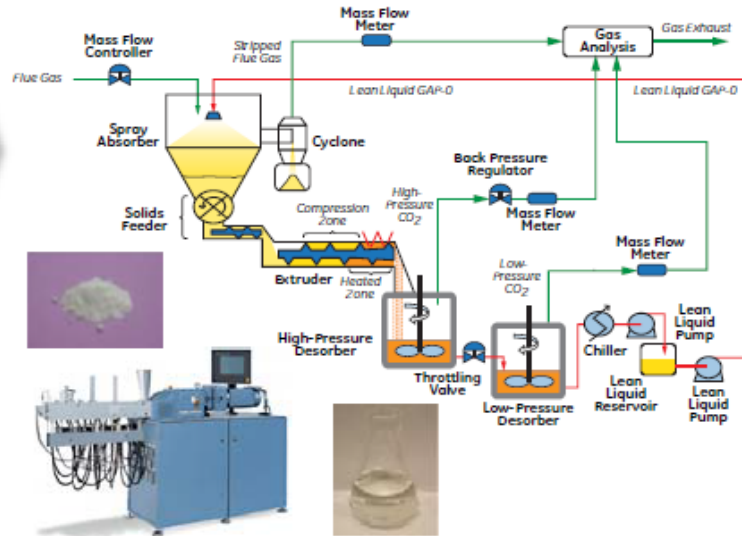 Mass Flow
Meter
Mass Flow
Controller
Stripped
Flue Gas
Gas
Analysis
Gas Exhaust
Flue Gas
Lean Liquid GAP-0
Lean Liquid GAP-0
Spray
Absorber
Cyclone
Back Pressure
Regulator
High-
Pressure
CO2
Mass Flow
Meter
Solids
Feeder
Compression
Zone
Extruder
Heated
Zone
Low-
Pressure
CO2
Mass Flow
Meter
High-Pressure
Desorber
Throttling
Valve
Low-Pressure
Desorber
Chiller
Lean
Liquid
Pump
Lean Liquid
Reservoir
Lean
Liquid
Pump